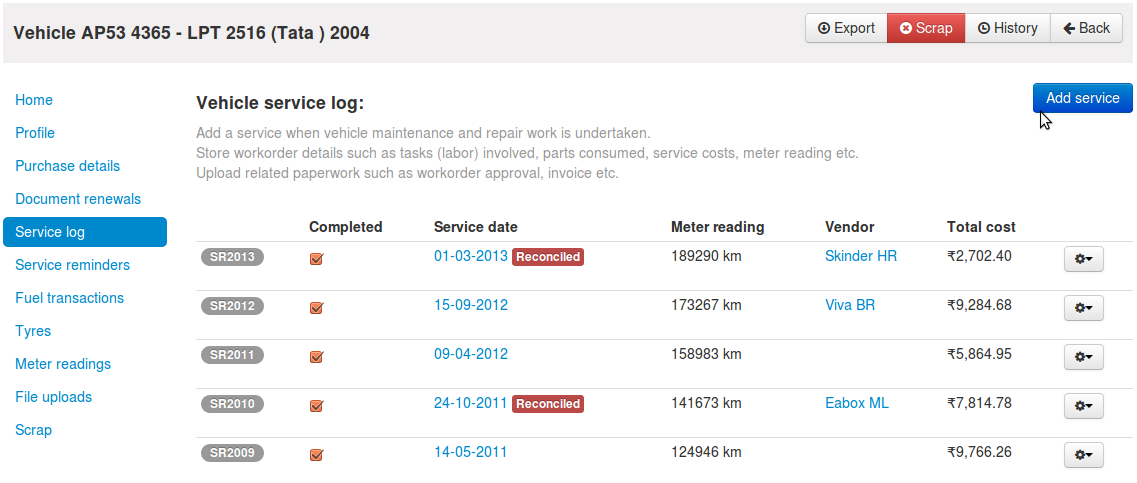 Vehicle AP53 4365 - LPT 2516 (Tata ) 2004
Export Scrap History Back
Home
Profile
Purchase details
Document renewals
Service log
Service reminders
Fuel transactions
Tyres
Meter readings
File uploads
Scrap
Vehicle service log:
Add service
Add a service when vehicle maintenance and repair work is undertaken.
Store workorder details such as tasks (labor) involved, parts consumed, service costs, meter reading etc.
Upload related paperwork such as workorder approval, invoice etc.
Completed Service date Meter reading Vendor Total cost
SR2013 01-03-2013 Reconciled 189290 km Skinder HR ₹2,702.40
SR2012 15-09-2012 173267 km Viva BR ₹9,284.68
SR2011 09-04-2012 158983 km ₹5,864.95
SR2010 24-10-2011 Reconciled 141673 km Eabox ML ₹7,814.78
SR2009 14-05-2011 124946 km ₹9,766.26